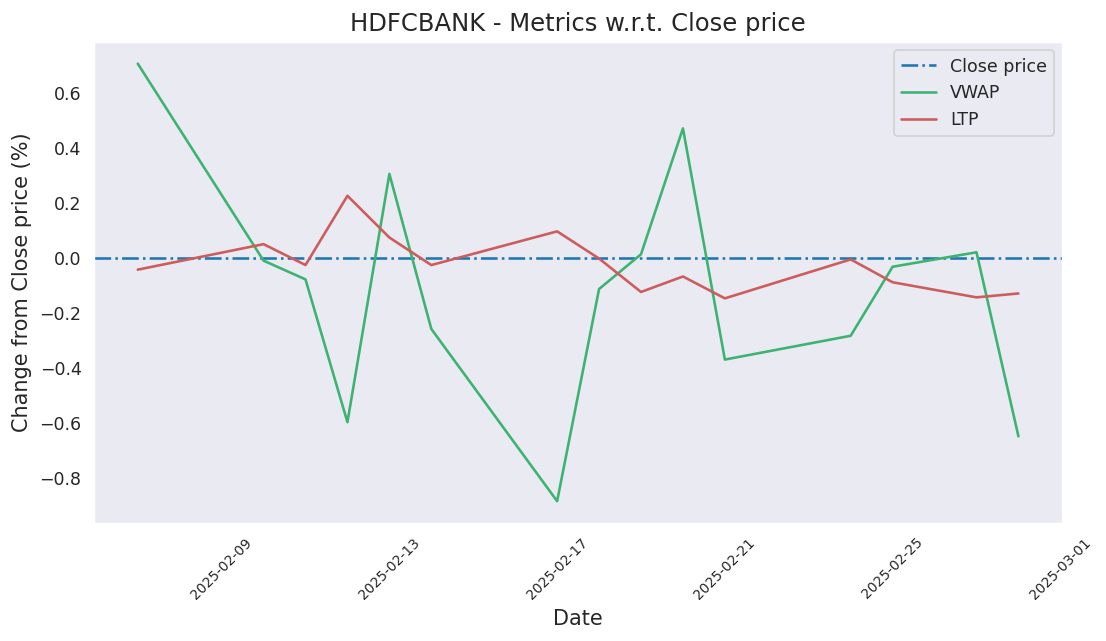 HDFCBANK - Metrics w.r.t. Close price
Close price
VWAP
LTP
Change from Close price (%)
0.6
0.4
0.2
0.0
−0.2
−0.4
−0.6
−0.8
2025-02-09
2025-02-13
2025-02-17
2025-02-21
2025-02-25
2025-03-01
Date